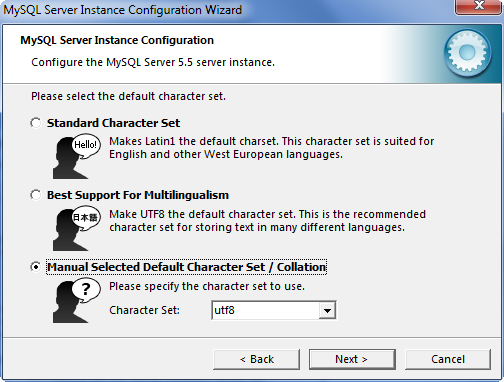 MySQL Server Instance Configuration Wizard
MySQL Server Instance Configuration
Configure the MySQL Server 5.5 server instance.
Please select the default character set.
Standard Character Set
Hello!
Makes Latin1 the default charset. This character set is suited for
English and other West European languages.
Best Support For Multilingualism
日本語
Make UTF8 the default character set. This is the recommended
character set for storing text in many different languages.
Manual Selected Default Character Set / Collation
?
Please specify the character set to use.
Character Set: utf8
< Back Next > Cancel